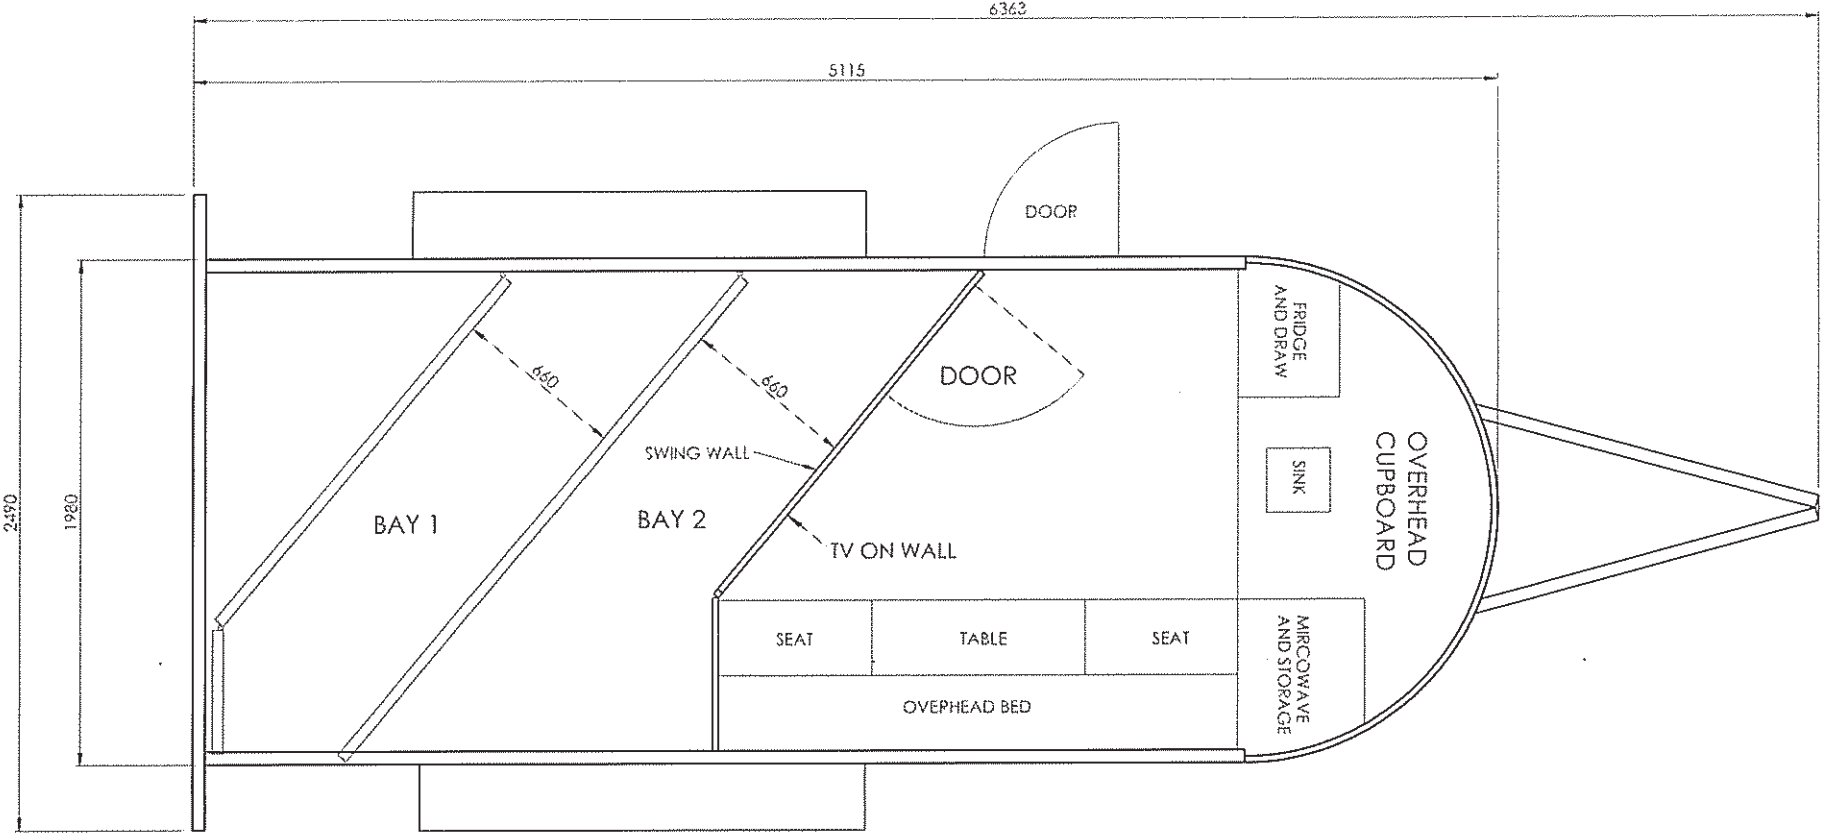 6363
5115
DOOR
FRIDGE
AND DRAW
DOOR
660
660
SWING WALL
OVERHEAD
CUPBOARD
SINK
2490
1980
BAY 1
BAY 2
TV ON WALL
SEAT
TABLE
SEAT
MIRCOWAVE
AND STORAGE
OVERHEAD BED